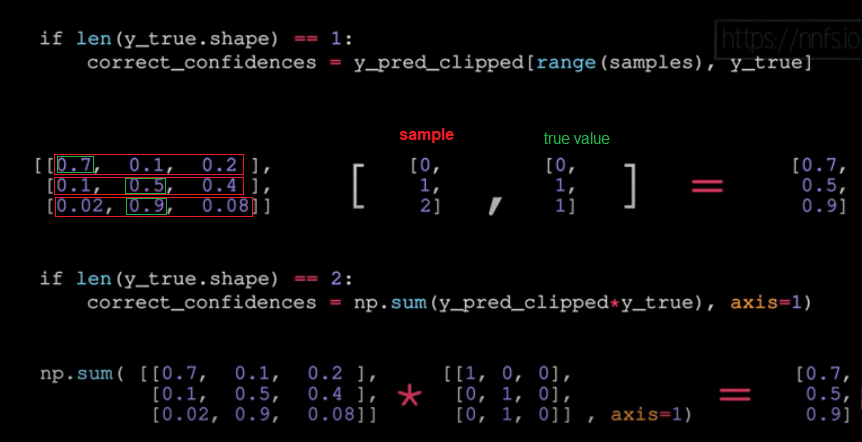 https://nnfs.io
if len(y_true.shape) == 1:
correct_confidences = y_pred_clipped[range(samples), y_true]
sample true value
[[0.7, 0.1, 0.2 ], [ [0, [0, ] [0.7,
[0.1, 0.5, 0.4 ], 1, , 1, = 0.5,
[0.02, 0.9, 0.08]] 2] 1] 0.9]
if len(y_true.shape) == 2:
correct_confidences = np.sum(y_pred_clipped*y_true), axis=1)
np.sum( [[0.7, 0.1, 0.2 ], [[1, 0, 0], [0.7,
[0.1, 0.5, 0.4 ], * [0, 1, 0], = 0.5,
[0.02, 0.9, 0.08]] [0, 1, 0]] , axis=1) 0.9]